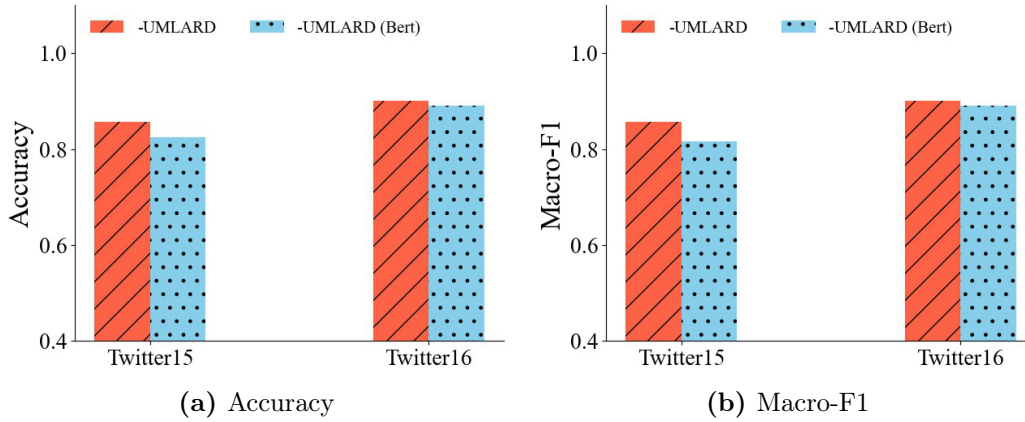 -UMLARD -UMLARD (Bert)
1.0
0.8
0.6
0.4
Accuracy
Twitter15 Twitter16
(a) Accuracy
-UMLARD -UMLARD (Bert)
1.0
0.8
0.6
0.4
Macro-F1
Twitter15 Twitter16
(b) Macro-F1